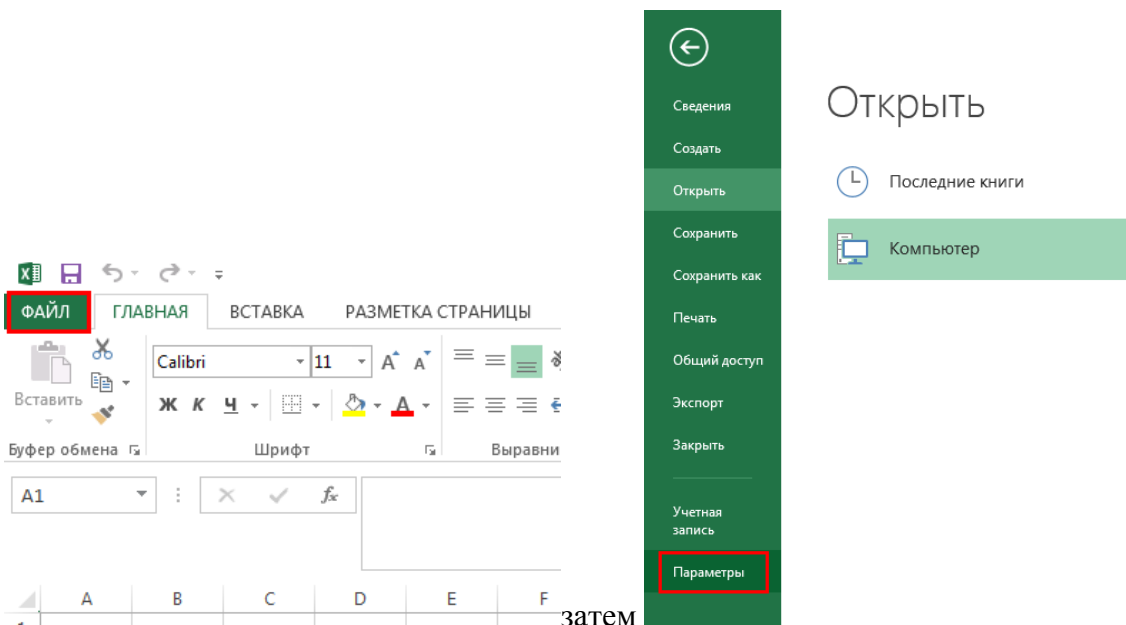 ФАЙЛ ГЛАВНАЯ ВСТАВКА РАЗМЕТКА СТРАНИЦЫ
Calibri 11 А А
Вставить
Ж К Ч А
Буфер обмена Шрифт Выравни
A1 fx
A B C D E F
затем
Сведения
Создать
Открыть
Сохранить
Сохранить как
Печать
Общий доступ
Экспорт
Закрыть
Учетная
запись
Параметры
Открыть
Последние книги
Компьютер